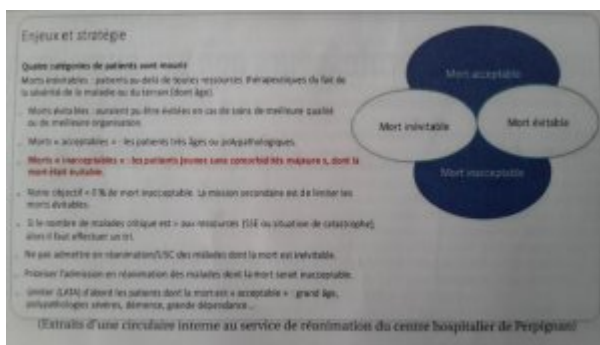 Enjeux et stratégie
Quatre catégories de patients vont mourir
Morts inévitables : patients au-delà de toutes ressources thérapeutiques du fait de
la sévérité de la maladie ou du terrain (dont âge).
Morts évitables : auraient pu être évitées en cas de soins de meilleure qualité
ou de meilleure organisation.
Morts « acceptables » : les patients très âgés ou polypathologiques.
Morts « inacceptables » : les patients jeunes sans comorbidités majeures, dont la
mort était évitable.
Notre objectif = 0 % de mort inacceptable. La mission secondaire est de limiter les
morts évitables.
Si le nombre de malades critique est > aux ressources (SSE ou situation de catastrophe),
alors il faut effectuer un tri.
Ne pas admettre en réanimation/USC des malades dont la mort est inévitable.
Prioriser l'admission en réanimation des malades dont la mort serait inacceptable.
Limiter (LATA) d'abord les patients dont la mort est « acceptable » : grand âge,
polypathologies sévères, démence, grande dépendance...
Mort acceptable
Mort inévitable
Mort évitable
Mort inacceptable
(Extraits d'une circulaire interne au service de réanimation du centre hospitalier de Perpignan)